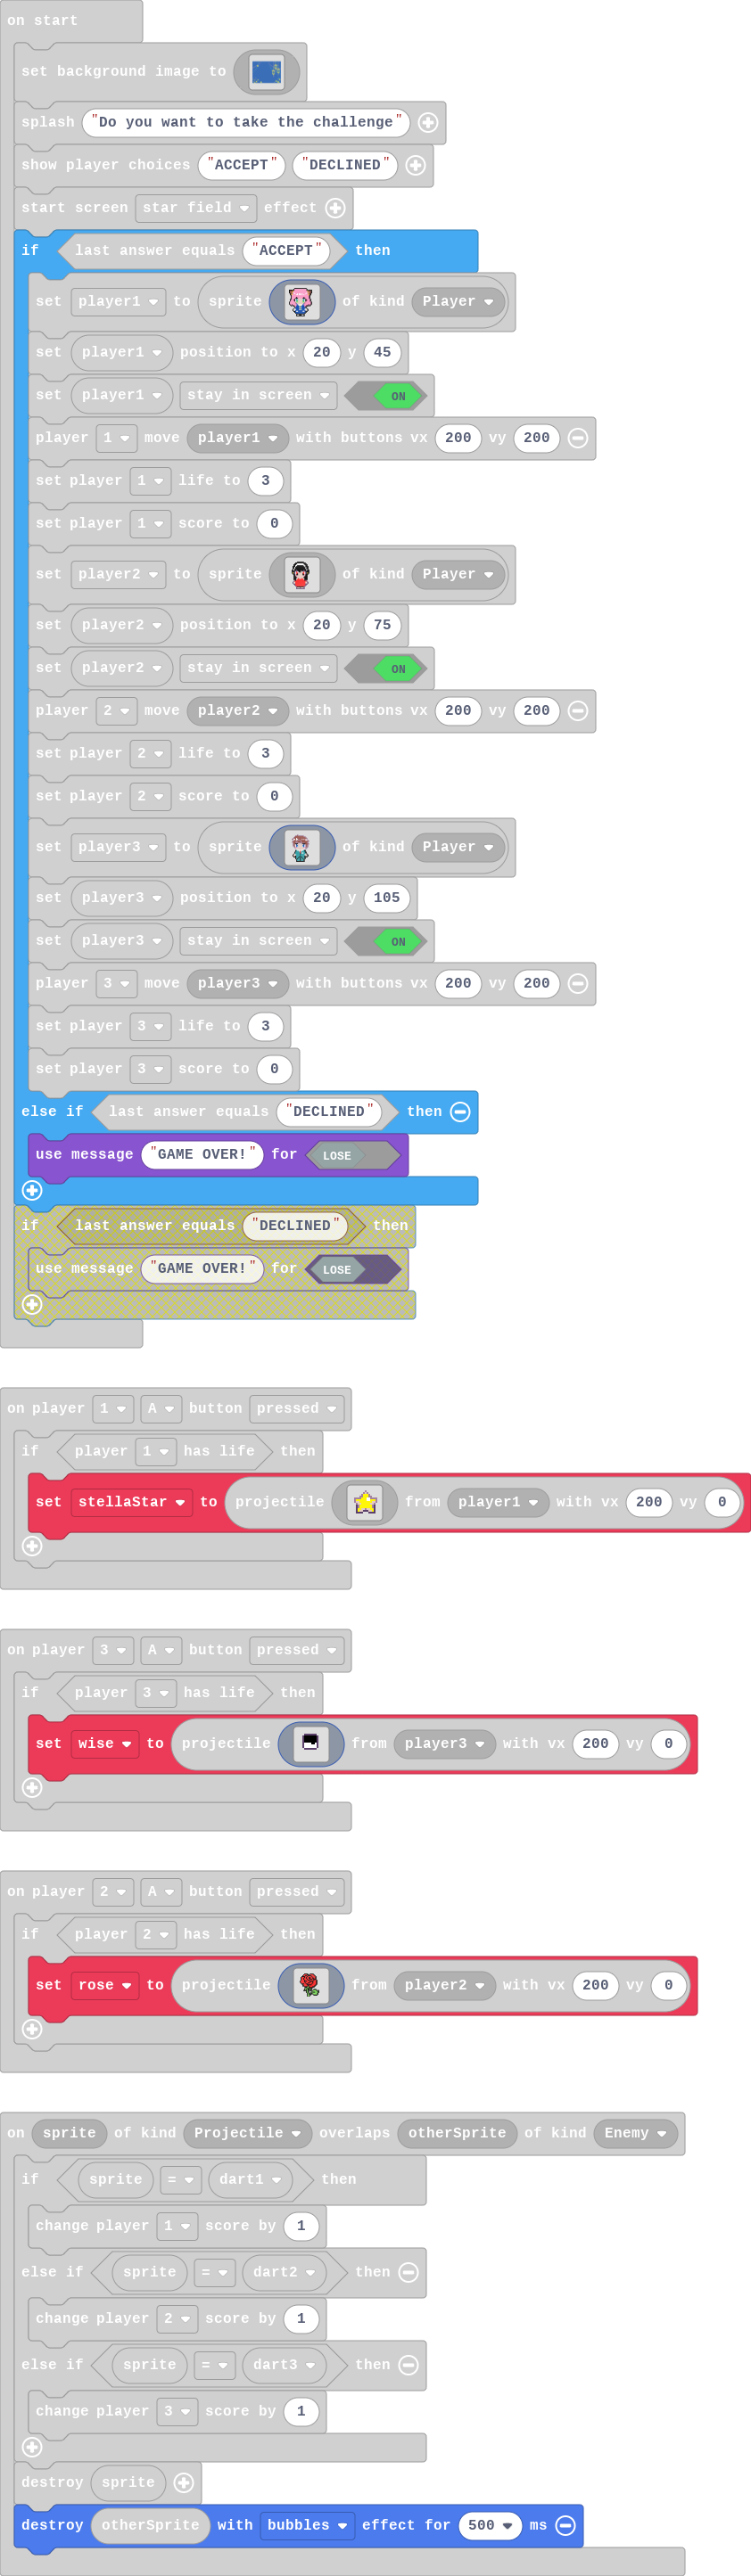 on start
set background image to
splash "Do you want to take the challenge"
show player choices "ACCEPT" "DECLINED"
start screen star field effect
if last answer equals "ACCEPT" then
set player1 to sprite of kind Player
set player1 position to x 20 y 45
set player1 stay in screen ON
player 1 move player1 with buttons vx 200 vy 200
set player 1 life to 3
set player 1 score to 0
set player2 to sprite of kind Player
set player2 position to x 20 y 75
set player2 stay in screen ON
player 2 move player2 with buttons vx 200 vy 200
set player 2 life to 3
set player 2 score to 0
set player3 to sprite of kind Player
set player3 position to x 20 y 105
set player3 stay in screen ON
player 3 move player3 with buttons vx 200 vy 200
set player 3 life to 3
set player 3 score to 0
else if last answer equals "DECLINED" then
use message "GAME OVER!" for LOSE
if last answer equals "DECLINED" then
use message "GAME OVER!" for LOSE
on player 1 A button pressed
if player 1 has life then
set stellaStar to projectile from player1 with vx 200 vy 0
on player 3 A button pressed
if player 3 has life then
set wise to projectile from player3 with vx 200 vy 0
on player 2 A button pressed
if player 2 has life then
set rose to projectile from player2 with vx 200 vy 0
on sprite of kind Projectile overlaps otherSprite of kind Enemy
if sprite = dart1 then
change player 1 score by 1
else if sprite = dart2 then
change player 2 score by 1
else if sprite = dart3 then
change player 3 score by 1
destroy sprite
destroy otherSprite with bubbles effect for 500 ms